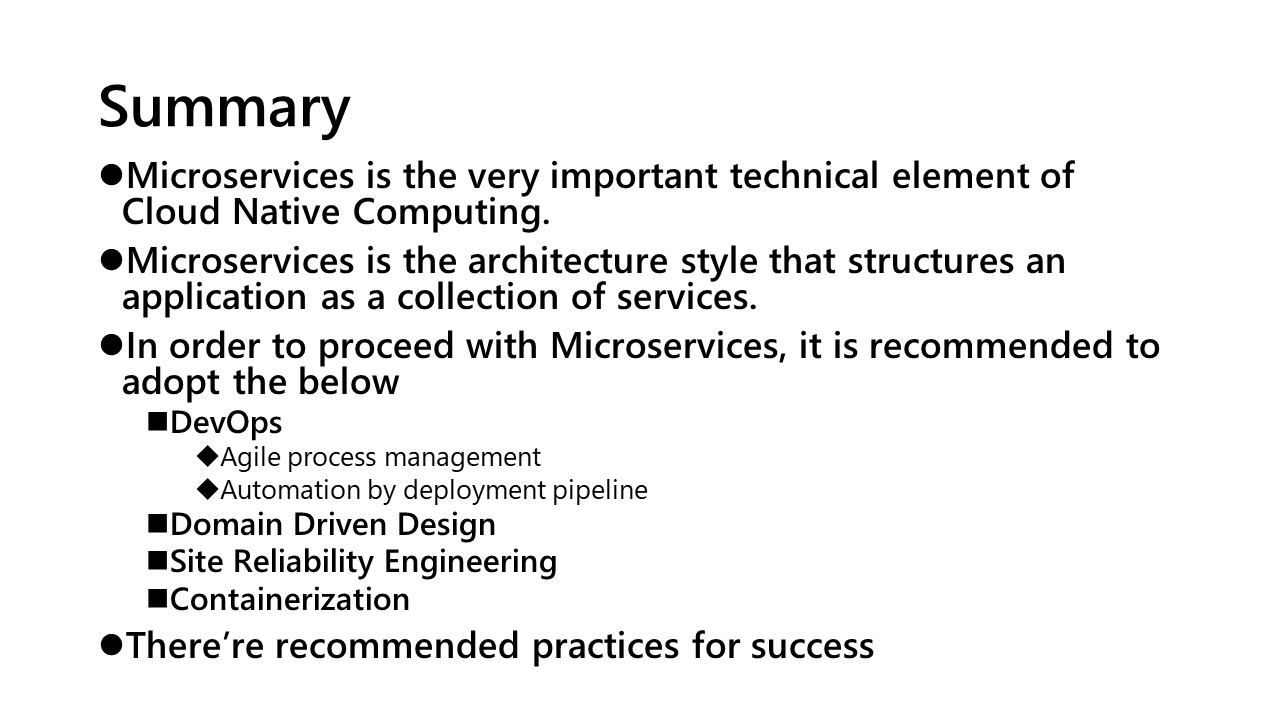 Summary
●Microservices is the very important technical element of
Cloud Native Computing.
●Microservices is the architecture style that structures an
application as a collection of services.
●In order to proceed with Microservices, it is recommended to
adopt the below
■DevOps
◆Agile process management
◆Automation by deployment pipeline
■Domain Driven Design
■Site Reliability Engineering
■Containerization
●There’re recommended practices for success